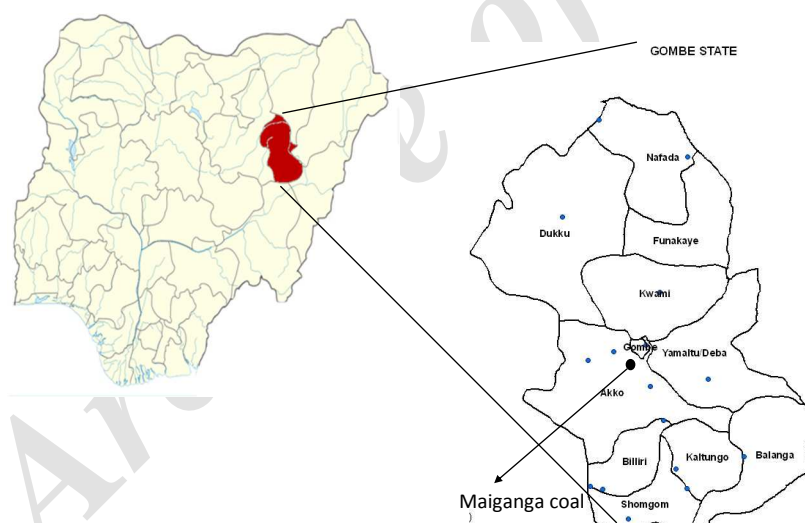 GOMBE STATE
Nafada
Dukku
Funakaye
Kwami
Gombe
Yamaltu/Deba
Akko
Billiri
Kaltungo
Balanga
Maiganga coal
Shomgom
)